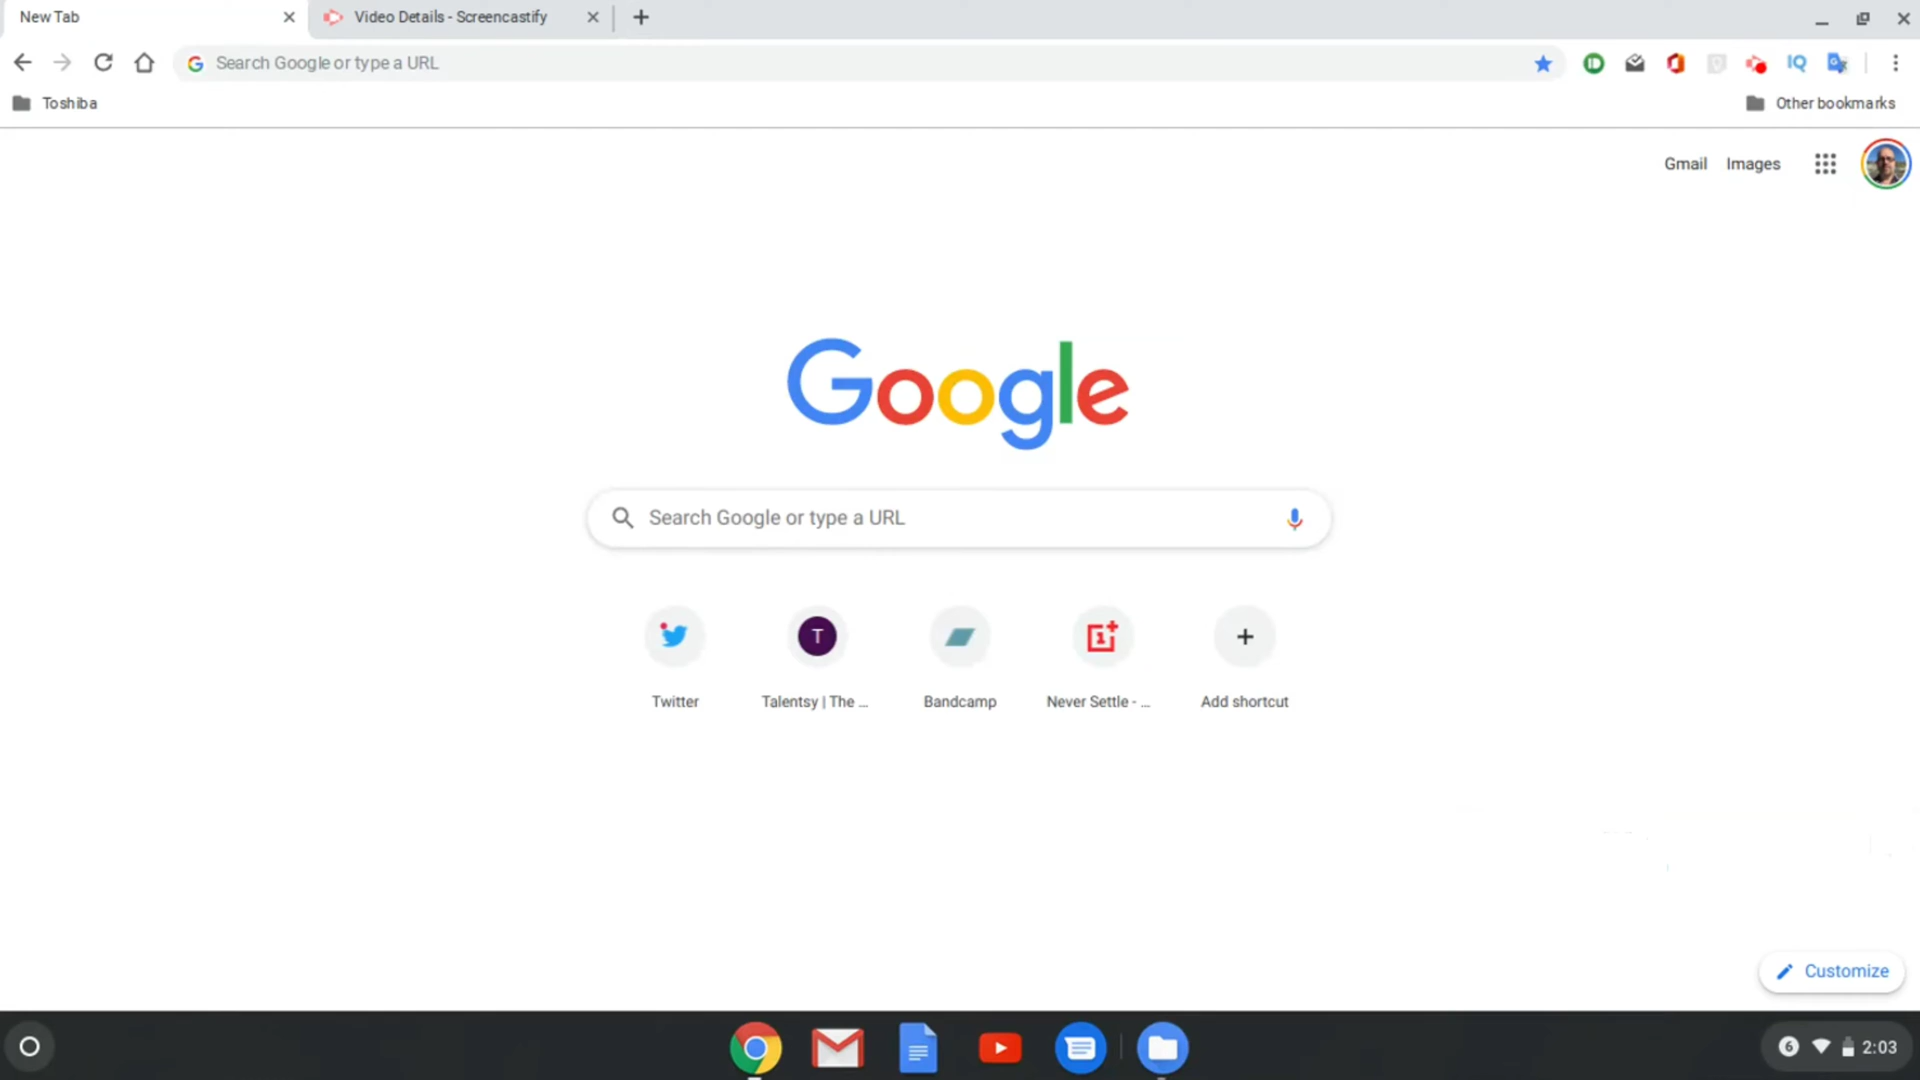 New Tab
Video Details - Screencastify
Search Google or type a URL
IQ
Toshiba
Other bookmarks
Gmail Images
Google
Search Google or type a URL
T
Twitter
Talentsy | The ...
Bandcamp
Never Settle - ...
Add shortcut
Customize
6 2:03